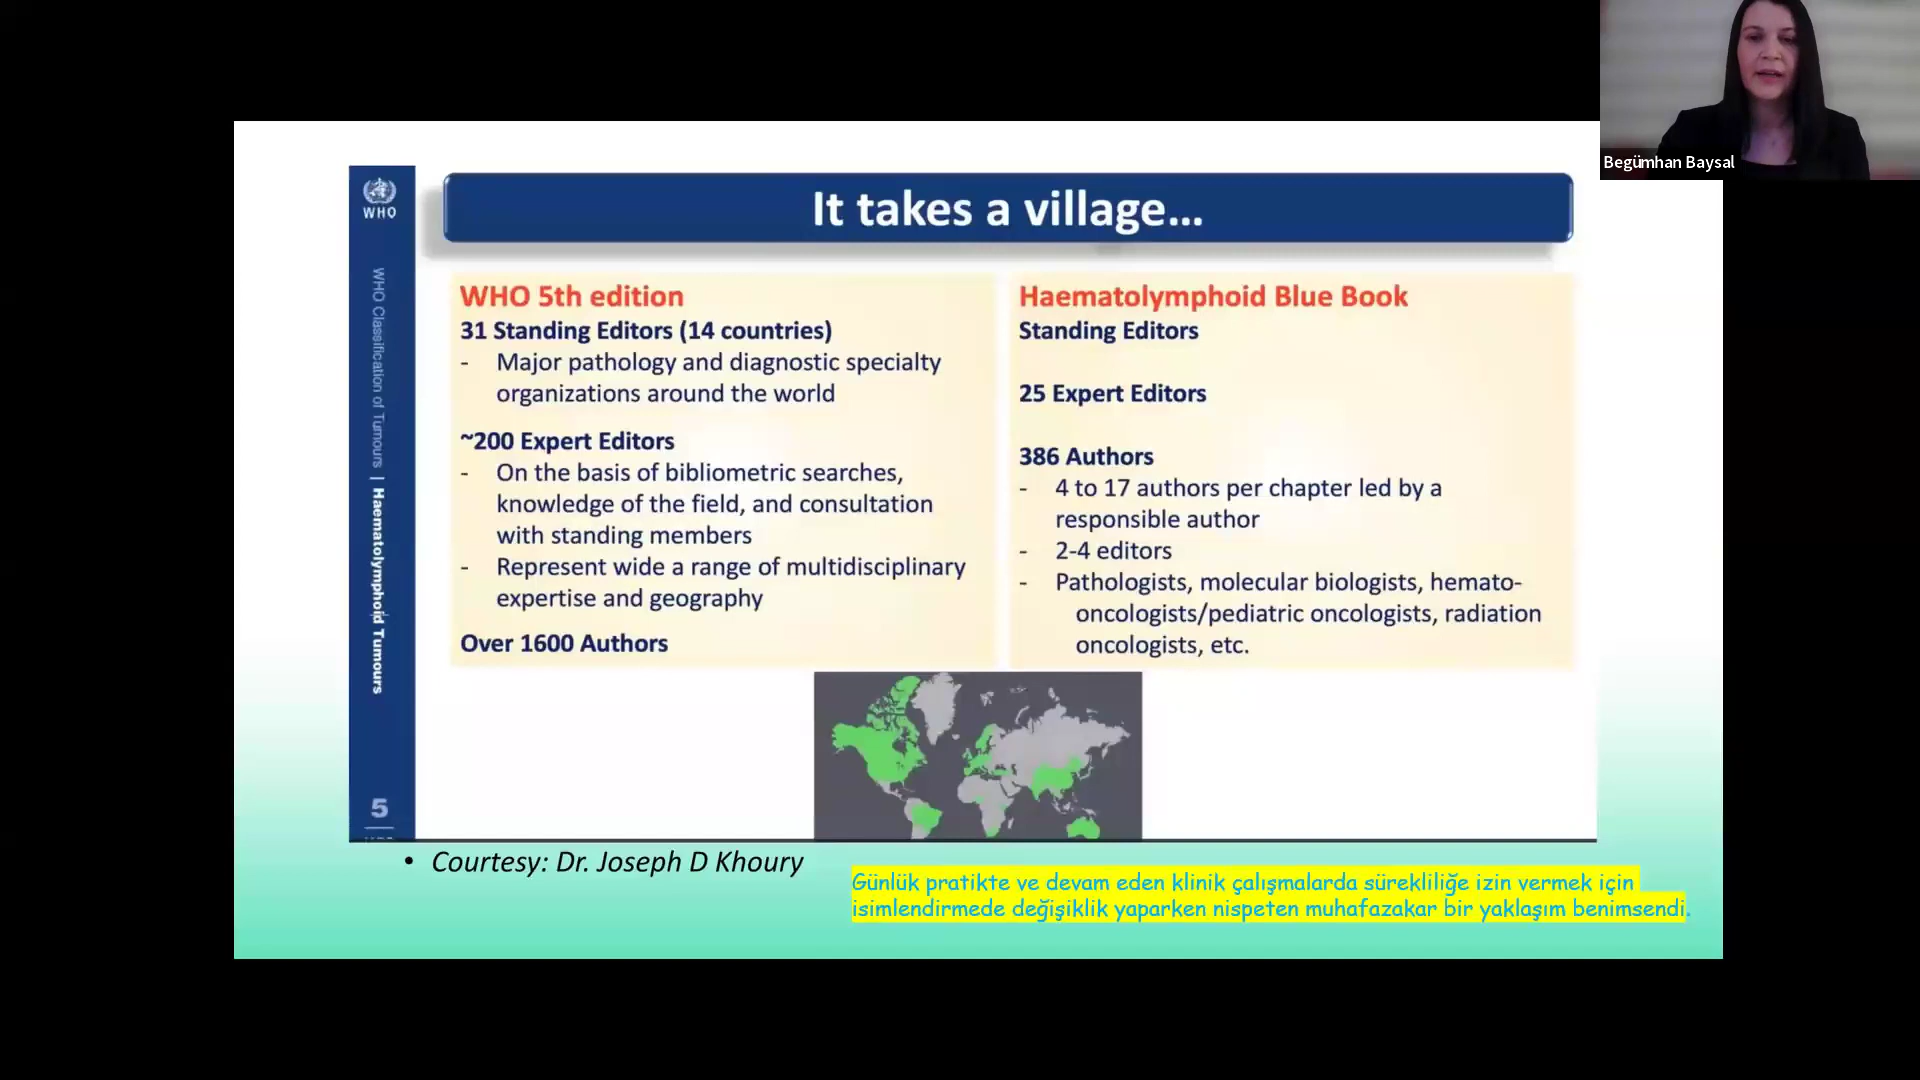 Begümhan Baysal
WHO
WHO Classification of Tumours | Haematolymphoid Tumours
5
It takes a village...
WHO 5th edition
31 Standing Editors (14 countries)
- Major pathology and diagnostic specialty
organizations around the world
~200 Expert Editors
- On the basis of bibliometric searches,
knowledge of the field, and consultation
with standing members
- Represent wide a range of multidisciplinary
expertise and geography
Over 1600 Authors
Haematolymphoid Blue Book
Standing Editors
25 Expert Editors
386 Authors
- 4 to 17 authors per chapter led by a
responsible author
- 2-4 editors
- Pathologists, molecular biologists, hemato-
oncologists/pediatric oncologists, radiation
oncologists, etc.
• Courtesy: Dr. Joseph D Khoury
Günlük pratikte ve devam eden klinik çalışmalarda sürekliliğe izin vermek için
isimlendirmede değişiklik yaparken nispeten muhafazakar bir yaklaşım benimsendi.